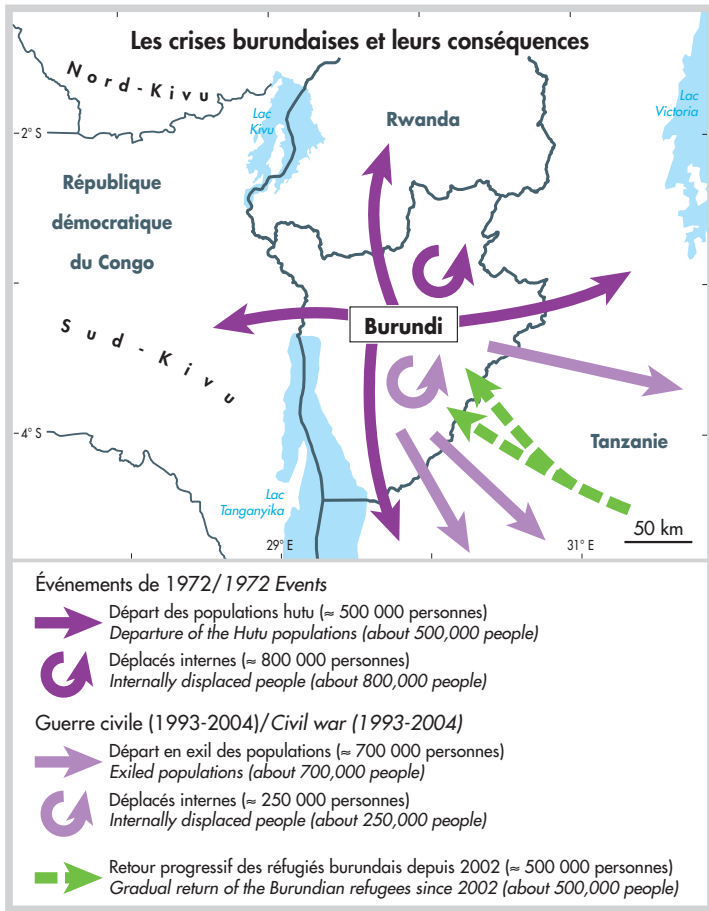 Les crises burundaises et leurs conséquences
Nord-Kivu
Lac
Kivu
Rwanda
Lac
Victoria
2° S
République
démocratique
du Congo
Burundi
Sud-Kivu
4° S
Tanzanie
Lac
Tanganyika
29° E
31° E
50 km
Événements de 1972/1972 Events
Départ des populations hutu (≈ 500 000 personnes)
Departure of the Hutu populations (about 500,000 people)
Déplacés internes (≈ 800 000 personnes)
Internally displaced people (about 800,000 people)
Guerre civile (1993-2004)/Civil war (1993-2004)
Départ en exil des populations (≈ 700 000 personnes)
Exiled populations (about 700,000 people)
Déplacés internes (≈ 250 000 personnes)
Internally displaced people (about 250,000 people)
Retour progressif des réfugiés burundais depuis 2002 (≈ 500 000 personnes)
Gradual return of the Burundian refugees since 2002 (about 500,000 people)